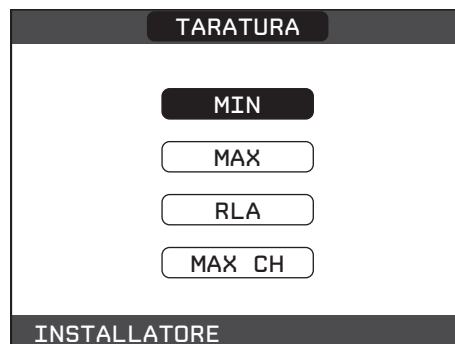 TARATURA
MIN
MAX
RLA
MAX CH
INSTALLATORE